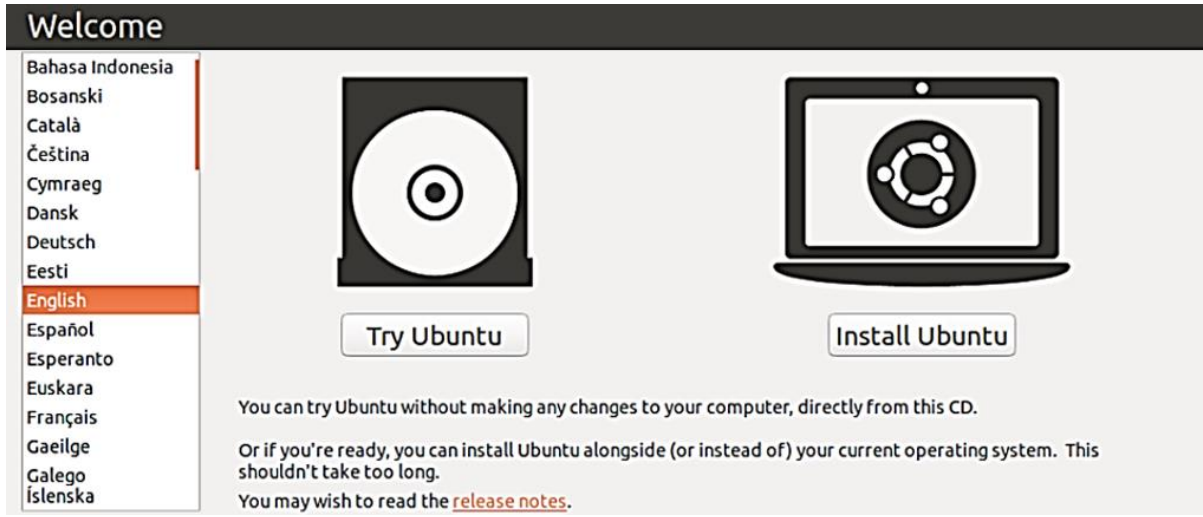 Welcome
Bahasa Indonesia
Bosanski
Català
Čeština
Cymraeg
Dansk
Deutsch
Eesti
English
Español
Esperanto
Euskara
Français
Gaeilge
Galego
Íslenska
Try Ubuntu
Install Ubuntu
You can try Ubuntu without making any changes to your computer, directly from this CD.
Or if you're ready, you can install Ubuntu alongside (or instead of) your current operating system. This
shouldn't take too long.
You may wish to read the release notes.